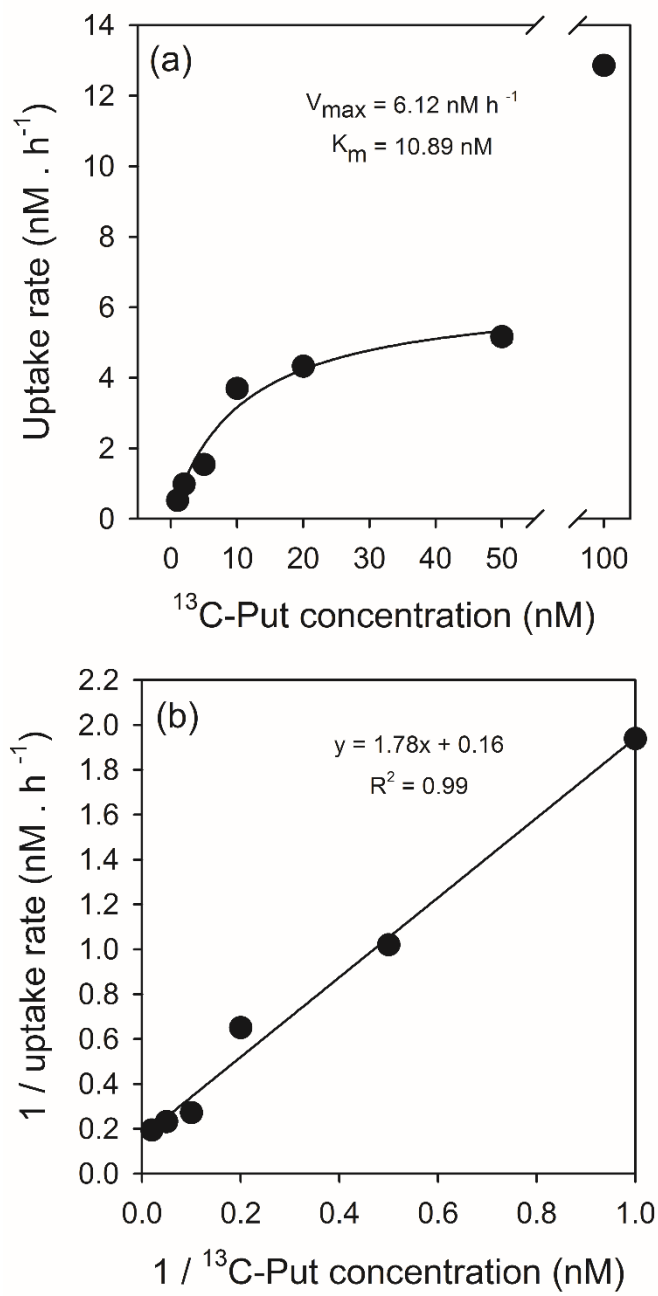 (a)
V max = 6.12 nM h -1
K m = 10.89 nM
Uptake rate (nM . h-1)
14
12
10
8
6
4
2
0
0 10 20 30 40 50 100
13C-Put concentration (nM)
(b)
y = 1.78x + 0.16
R2 = 0.99
1 / uptake rate (nM . h-1)
2.2
2.0
1.8
1.6
1.4
1.2
1.0
0.8
0.6
0.4
0.2
0.0
0.0 0.2 0.4 0.6 0.8 1.0
1 / 13C-Put concentration (nM)